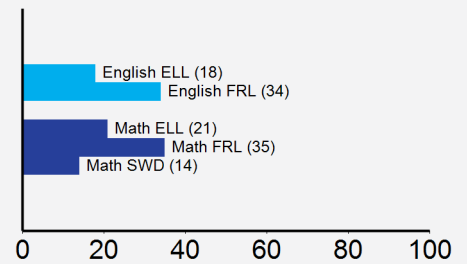 English ELL (18)
English FRL (34)
Math ELL (21)
Math FRL (35)
Math SWD (14)
0 20 40 60 80 100